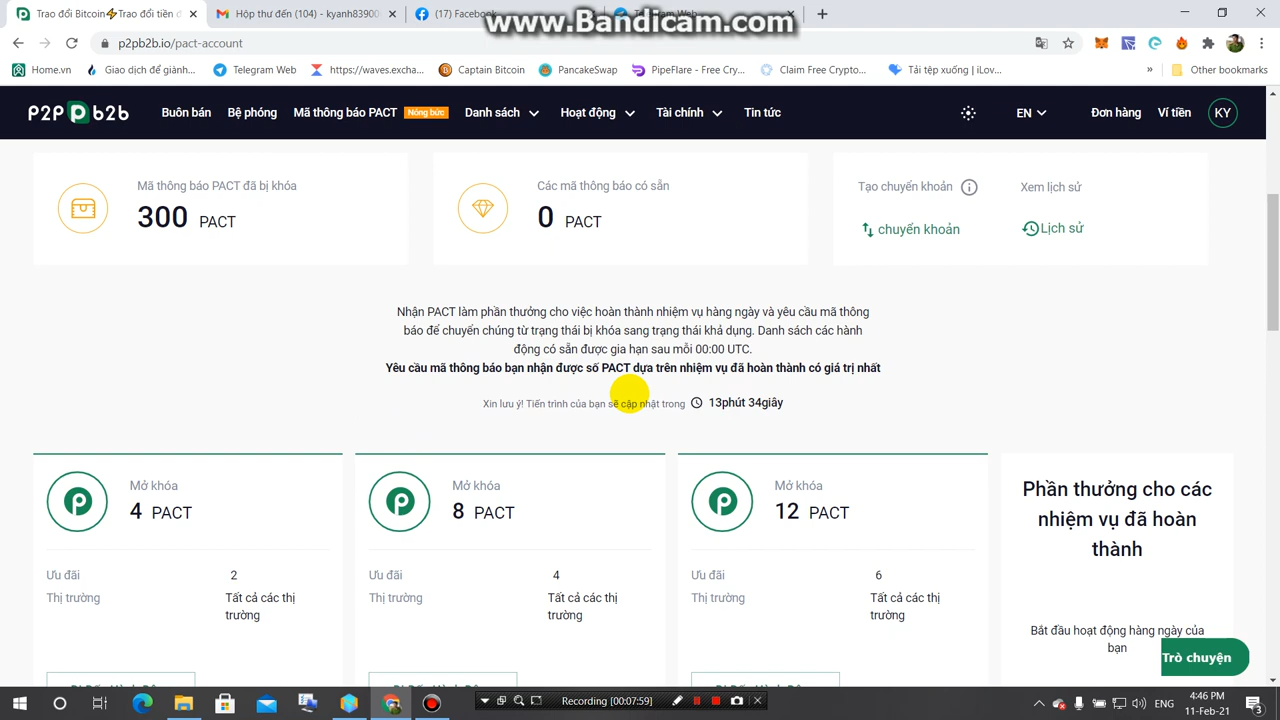 Trao đổi Bitcoin⚡Trao đổi tiền đ
Hộp thư đến (104) - kyanh83900
(17) Facebook
Web
www.Bandicam.com
p2pb2b.io/pact-account
Home.vn
Giao dịch để giành...
Telegram Web
https://waves.excha...
Captain Bitcoin
PancakeSwap
PipeFlare - Free Cry...
Claim Free Crypto...
Tải tệp xuống | iLov...
»
Other bookmarks
P2P b2b
Buôn bán
Bệ phóng
Mã thông báo PACT
Nóng bức
Danh sách
Hoạt động
Tài chính
Tin tức
EN
Đơn hàng
Ví tiền
KY
Mã thông báo PACT đã bị khóa
300 PACT
Các mã thông báo có sẵn
0 PACT
Tạo chuyển khoản
Xem lịch sử
chuyển khoản
Lịch sử
Nhận PACT làm phần thưởng cho việc hoàn thành nhiệm vụ hàng ngày và yêu cầu mã thông
báo để chuyển chúng từ trạng thái bị khóa sang trạng thái khả dụng. Danh sách các hành
động có sẵn được gia hạn sau mỗi 00:00 UTC.
Yêu cầu mã thông báo bạn nhận được số PACT dựa trên nhiệm vụ đã hoàn thành có giá trị nhất
Xin lưu ý! Tiến trình của bạn sẽ cập nhật trong 13phút 34giây
Mở khóa
4 PACT
Ưu đãi 2
Thị trường Tất cả các thị
trường
Mở khóa
8 PACT
Ưu đãi 4
Thị trường Tất cả các thị
trường
Mở khóa
12 PACT
Ưu đãi 6
Thị trường Tất cả các thị
trường
Phần thưởng cho các
nhiệm vụ đã hoàn
thành
Bắt đầu hoạt động hàng ngày của
bạn
Trò chuyện
Recording [00:07:59]
ENG
4:46 PM
11-Feb-21
3